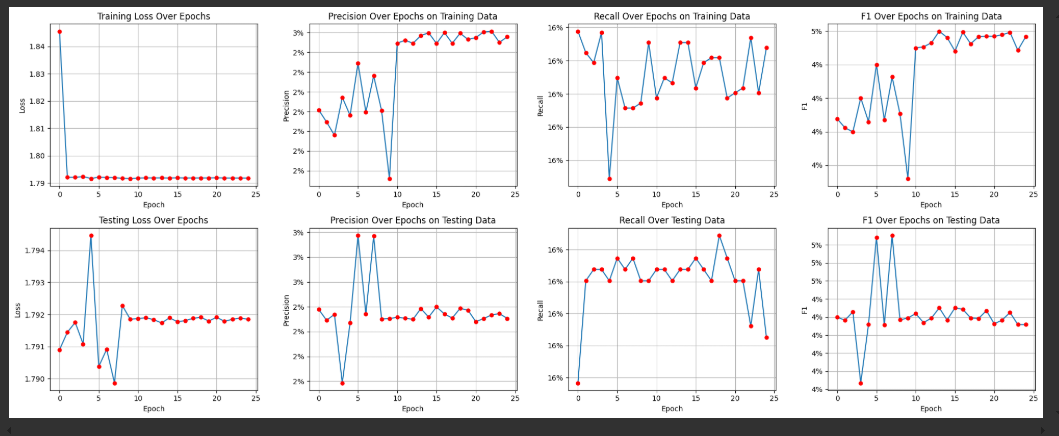 Training Loss Over Epochs
1.84
1.83
1.82
1.81
1.80
1.79
Loss
0 5 10 15 20 25
Epoch
Precision Over Epochs on Training Data
3%
2%
2%
2%
2%
2%
2%
2%
Precision
0 5 10 15 20 25
Epoch
Recall Over Epochs on Training Data
16%
16%
16%
16%
16%
Recall
0 5 10 15 20 25
Epoch
F1 Over Epochs on Training Data
5%
4%
4%
4%
4%
F1
0 5 10 15 20 25
Epoch
Testing Loss Over Epochs
1.794
1.793
1.792
1.791
1.790
Loss
0 5 10 15 20 25
Epoch
Precision Over Epochs on Testing Data
3%
3%
3%
2%
2%
2%
2%
Precision
0 5 10 15 20 25
Epoch
Recall Over Testing Data
16%
16%
16%
16%
16%
Recall
0 5 10 15 20 25
Epoch
F1 Over Epochs on Testing Data
5%
5%
5%
4%
4%
4%
4%
4%
4%
F1
0 5 10 15 20 25
Epoch